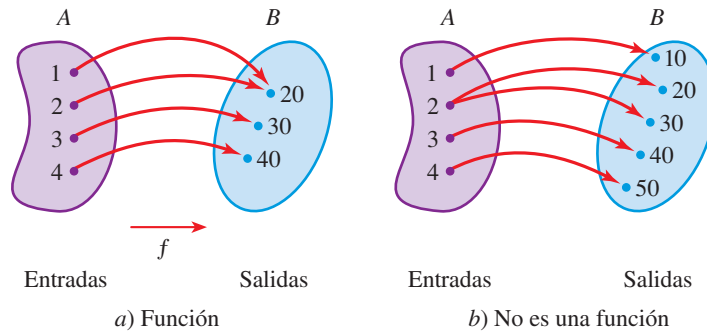 A B A B
1 10
1 20 2 20
2 30 3 30
3 40 4 40
4 50
f
Entradas Salidas Entradas Salidas
a) Función b) No es una función